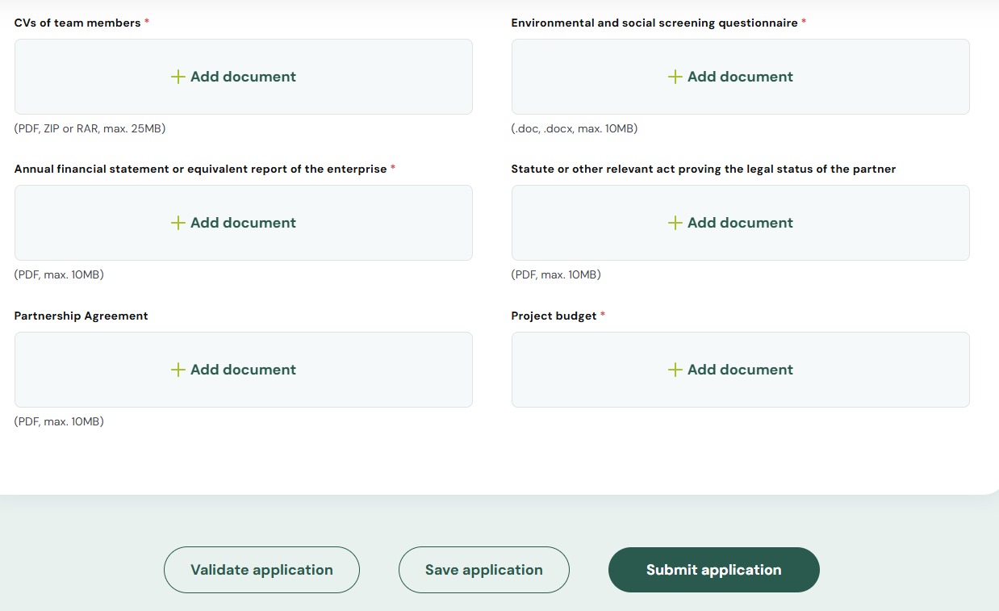 CVs of team members *
Environmental and social screening questionnaire *
Add document
Add document
(PDF, ZIP or RAR, max. 25MB)
(.doc, .docx, max. 10MB)
Annual financial statement or equivalent report of the enterprise *
Statute or other relevant act proving the legal status of the partner
Add document
Add document
(PDF, max. 10MB)
(PDF, max. 10MB)
Partnership Agreement
Project budget *
Add document
Add document
(PDF, max. 10MB)
Validate application
Save application
Submit application